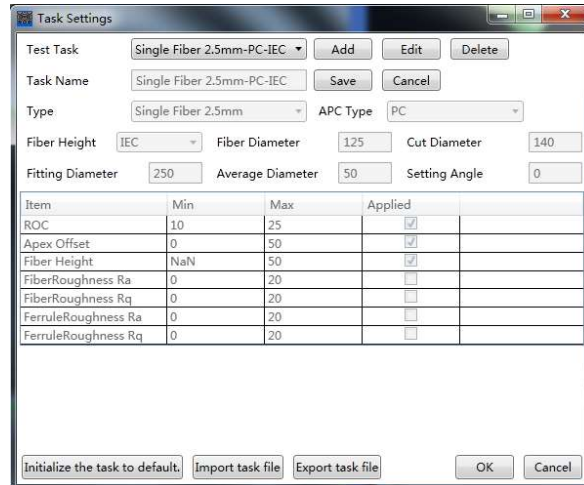 Task Settings
Test Task Single Fiber 2.5mm-PC-IEC Add Edit Delete
Task Name Single Fiber 2.5mm-PC-IEC Save Cancel
Type Single Fiber 2.5mm APC Type PC
Fiber Height IEC Fiber Diameter 125 Cut Diameter 140
Fitting Diameter 250 Average Diameter 50 Setting Angle 0
Item Min Max Applied
ROC 10 25
Apex Offset 0 50
Fiber Height NaN 50
FiberRoughness Ra 0 20
FiberRoughness Rq 0 20
FerruleRoughness Ra 0 20
FerruleRoughness Rq 0 20
Initialize the task to default. Import task file Export task file OK Cancel